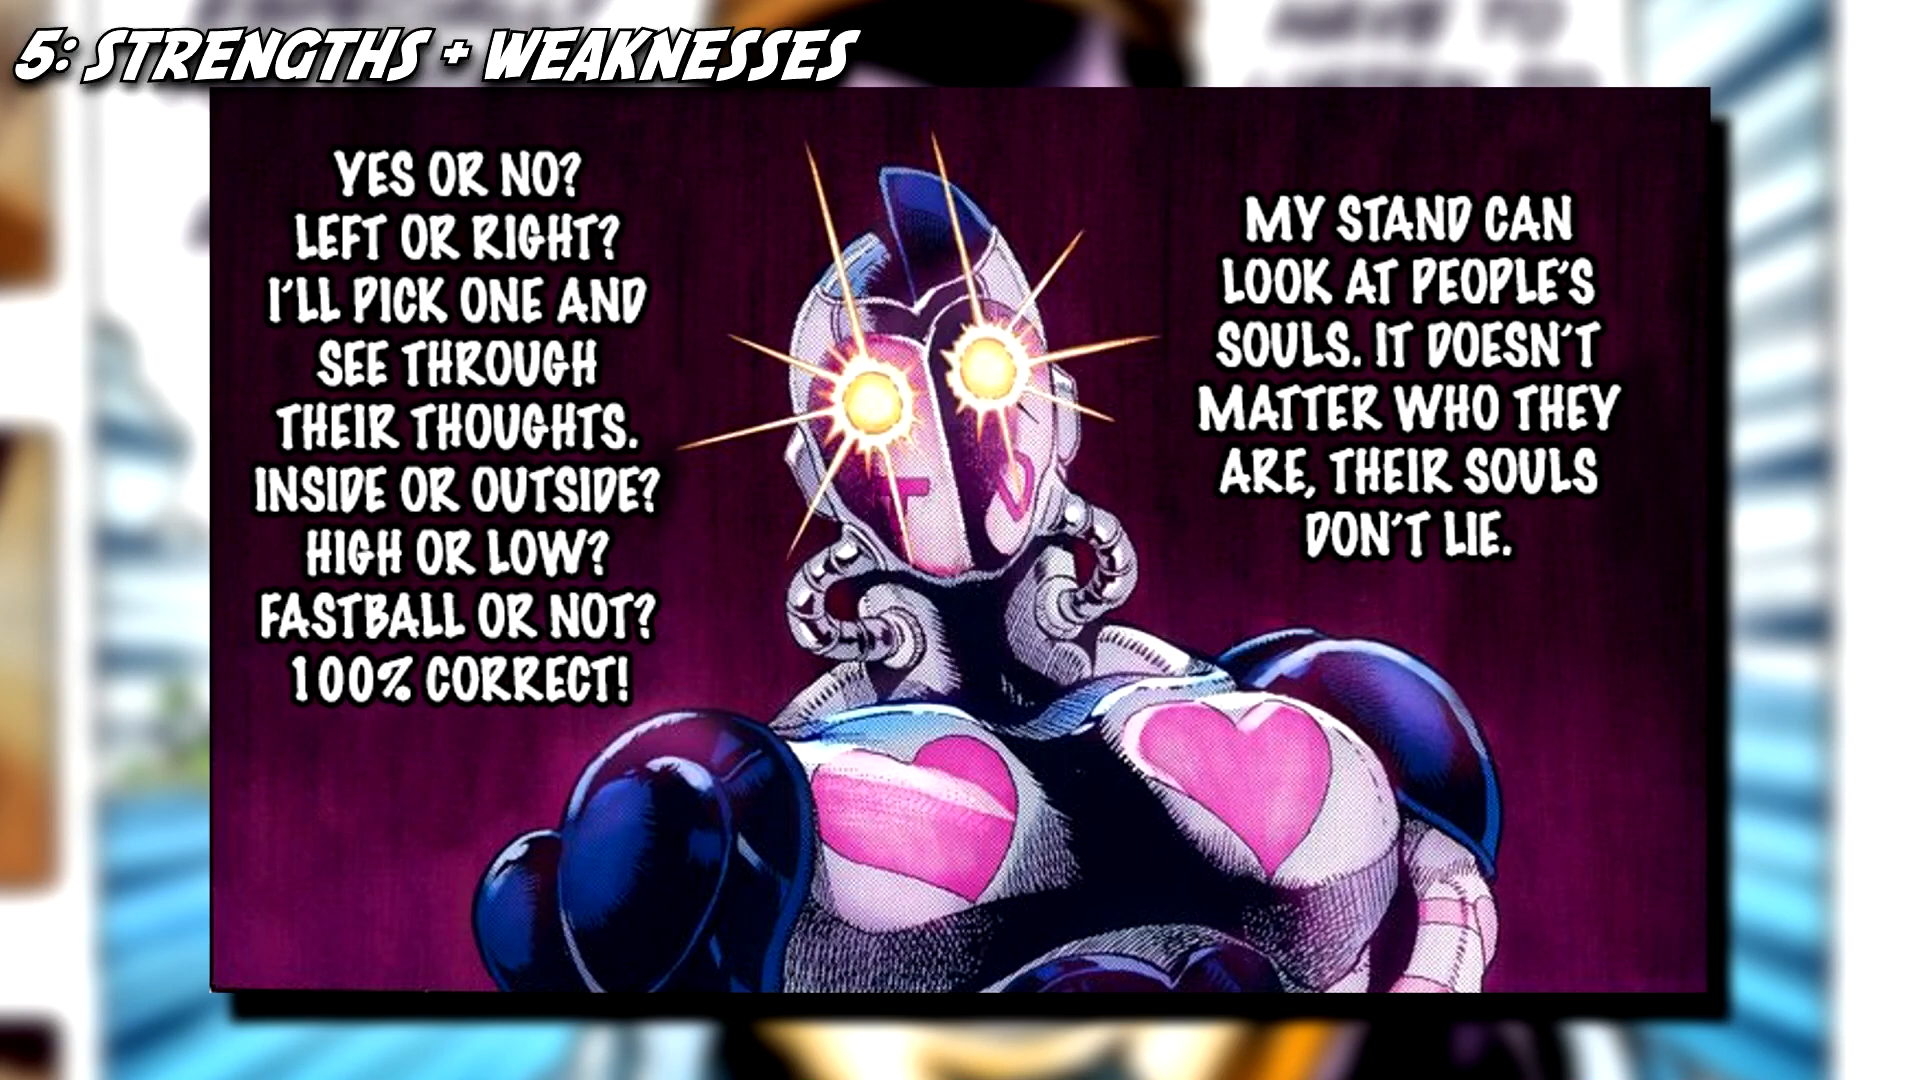 5: STRENGTHS + WEAKNESSES
YES OR NO?
LEFT OR RIGHT?
I'LL PICK ONE AND
SEE THROUGH
THEIR THOUGHTS.
INSIDE OR OUTSIDE?
HIGH OR LOW?
FASTBALL OR NOT?
100% CORRECT!
MY STAND CAN
LOOK AT PEOPLE'S
SOULS. IT DOESN'T
MATTER WHO THEY
ARE, THEIR SOULS
DON'T LIE.
T D
HAVE TO